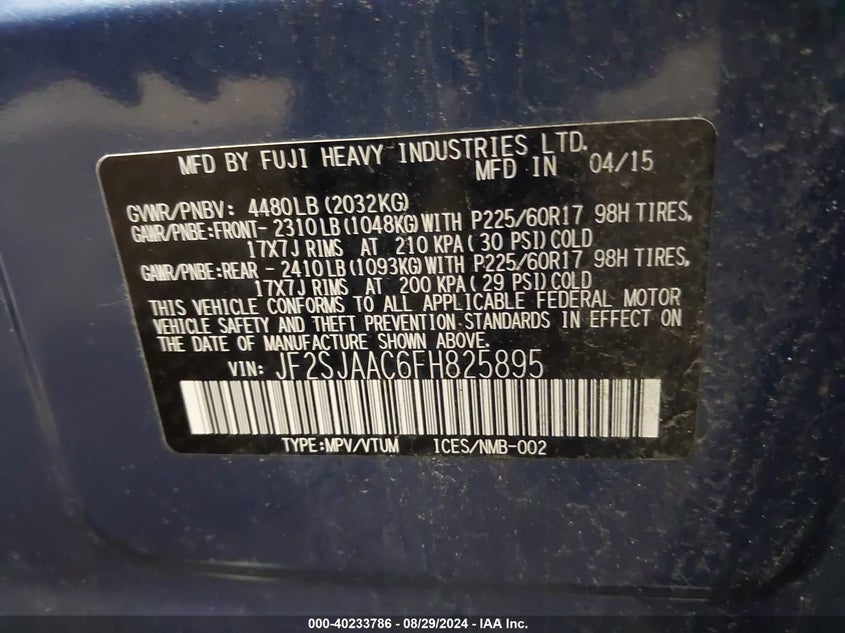 MFD BY FUJI HEAVY INDUSTRIES LTD.
MFD IN 04/15
GVWR/PNBV: 4480LB (2032KG)
GAWR/PNBE:FRONT- 2310LB (1048KG) WITH P225/60R17 98H TIRES,
17X7J RIMS AT 210 KPA ( 30 PSI) COLD
GAWR/PNBE:REAR - 2410LB (1093KG) WITH P225/60R17 98H TIRES,
17X7J RIMS AT 200 KPA ( 29 PSI) COLD
THIS VEHICLE CONFORMS TO ALL APPLICABLE FEDERAL MOTOR
VEHICLE SAFETY AND THEFT PREVENTION STANDARDS IN EFFECT ON
THE DATE OF MANUFACTURE SHOWN ABOVE.
VIN: JF2SJAAC6FH825895
TYPE:MPV/VTUM ICES/NMB-002
000-40233786 - 08/29/2024 - IAA Inc.